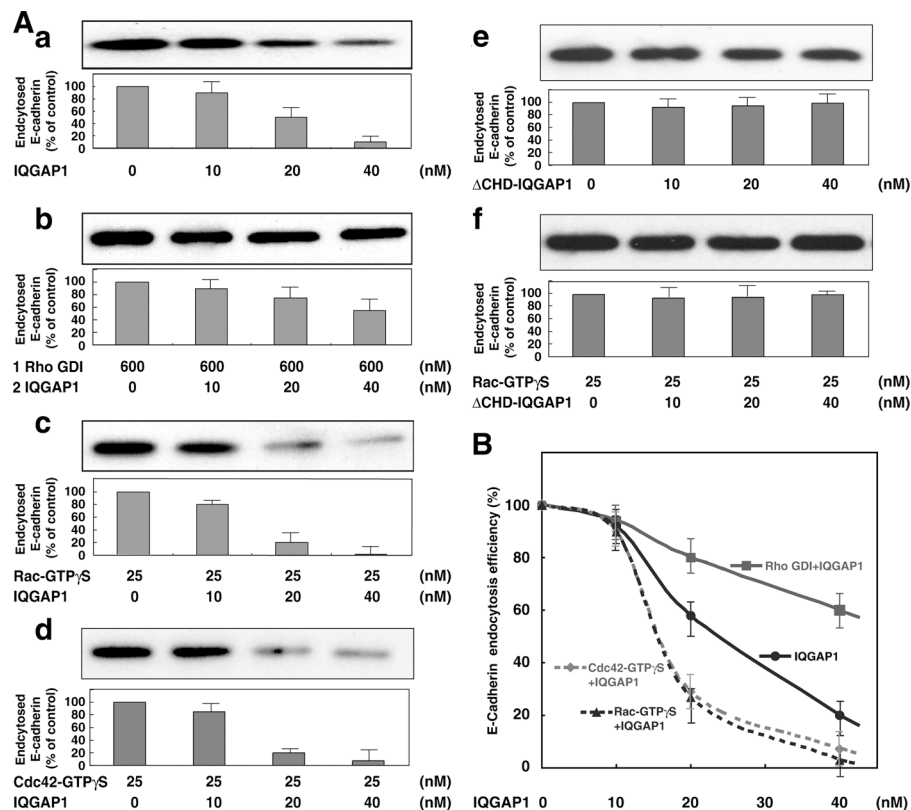 A
a
Endcytosed
E-cadherin
(% of control)
100
80
60
40
20
0
IQGAP1 0 10 20 40 (nM)
b
Endcytosed
E-cadherin
(% of control)
100
80
60
40
20
0
1 Rho GDI 600 600 600 600 (nM)
2 IQGAP1 0 10 20 40 (nM)
c
Endcytosed
E-cadherin
(% of control)
100
80
60
40
20
0
Rac-GTPγS 25 25 25 25 (nM)
IQGAP1 0 10 20 40 (nM)
d
Endcytosed
E-cadherin
(% of control)
100
80
60
40
20
0
Cdc42-GTPγS 25 25 25 25 (nM)
IQGAP1 0 10 20 40 (nM)
e
Endcytosed
E-cadherin
(% of control)
100
80
60
40
20
0
ΔCHD-IQGAP1 0 10 20 40 (nM)
f
Endcytosed
E-cadherin
(% of control)
100
80
60
40
20
0
Rac-GTPγS 25 25 25 25 (nM)
ΔCHD-IQGAP1 0 10 20 40 (nM)
B
E-Cadherin endocytosis efficiency (%)
100
80
60
40
20
0
Rho GDI+IQGAP1
IQGAP1
Cdc42-GTPγS
+IQGAP1
Rac-GTPγS
+IQGAP1
IQGAP1 0 10 20 30 40 (nM)